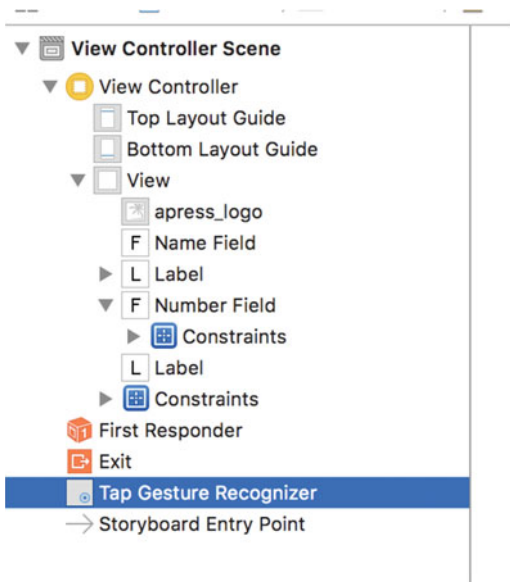 View Controller Scene
View Controller
Top Layout Guide
Bottom Layout Guide
View
apress_logo
F Name Field
L Label
F Number Field
Constraints
L Label
Constraints
First Responder
Exit
Tap Gesture Recognizer
Storyboard Entry Point